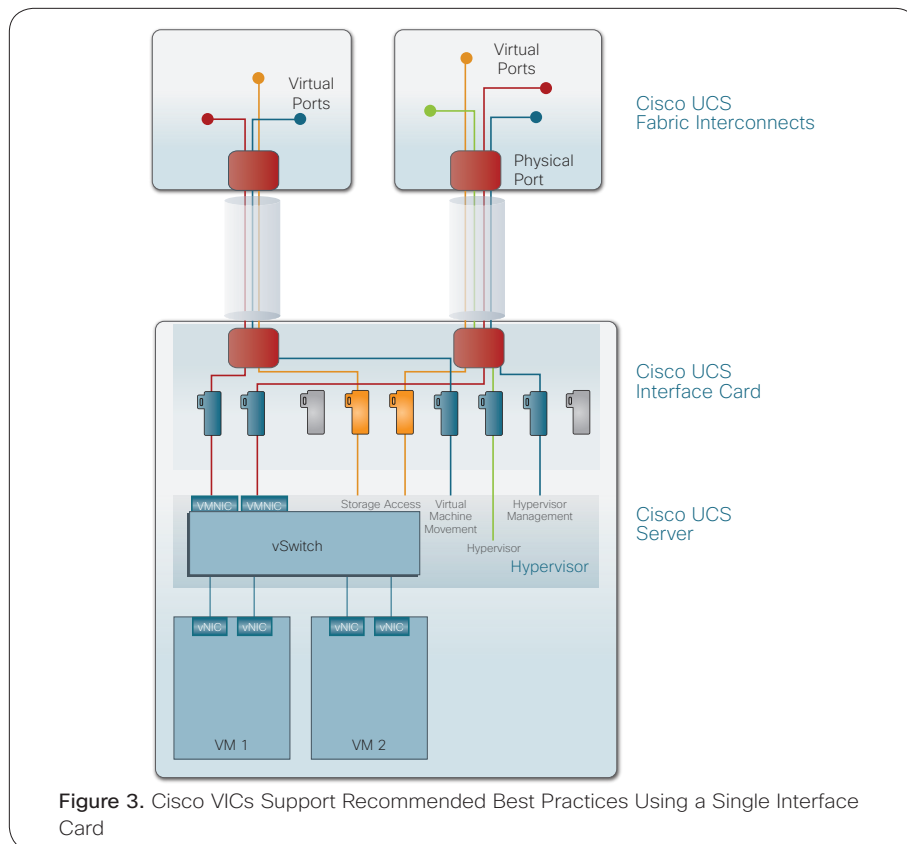 Virtual
Ports
Virtual
Ports
Cisco UCS
Fabric Interconnects
Physical
Port
Cisco UCS
Interface Card
VMNIC VMNIC
Storage Access
Virtual
Machine
Movement
Hypervisor
Management
Hypervisor
Cisco UCS
Server
vSwitch
Hypervisor
vNIC vNIC vNIC vNIC
VM 1 VM 2
Figure 3. Cisco VICs Support Recommended Best Practices Using a Single Interface
Card